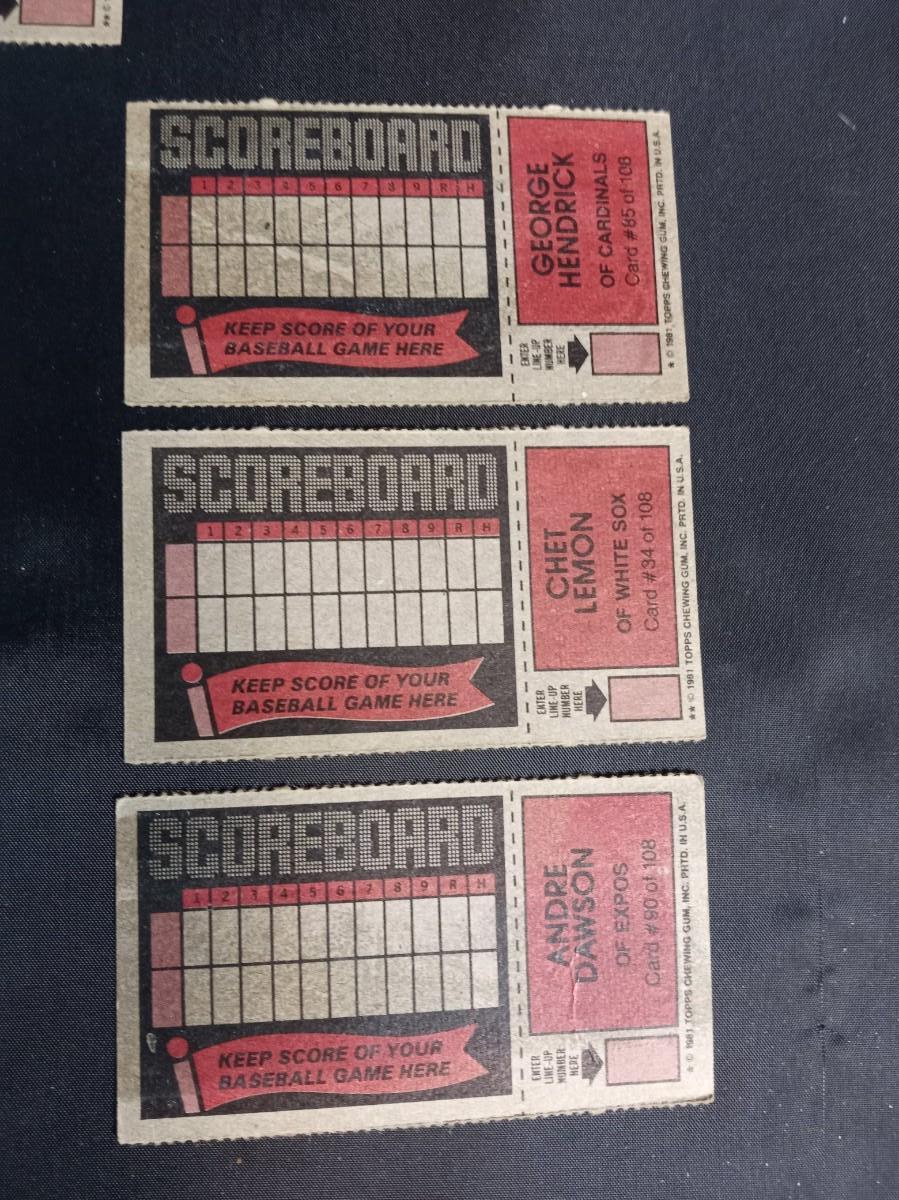 SCOREBOARD
1 2 3 4 5 6 7 8 9 R H
KEEP SCORE OF YOUR
BASEBALL GAME HERE
GEORGE
HENDRICK
OF CARDINALS
Card #85 of 108
ENTER
LINE-UP
NUMBER
HERE
* © 1981 TOPPS CHEWING GUM, INC. PRTD. IN U.S.A.
SCOREBOARD
1 2 3 4 5 6 7 8 9 R H
KEEP SCORE OF YOUR
BASEBALL GAME HERE
CHET
LEMON
OF WHITE SOX
Card #34 of 108
ENTER
LINE-UP
NUMBER
HERE
** © 1981 TOPPS CHEWING GUM, INC. PRTD. IN U.S.A.
SCOREBOARD
1 2 3 4 5 6 7 8 9 R H
KEEP SCORE OF YOUR
BASEBALL GAME HERE
ANDRE
DAWSON
OF EXPOS
Card #90 of 108
ENTER
LINE-UP
NUMBER
HERE
* © 1981 TOPPS CHEWING GUM, INC. PRTD. IN U.S.A.
** ©